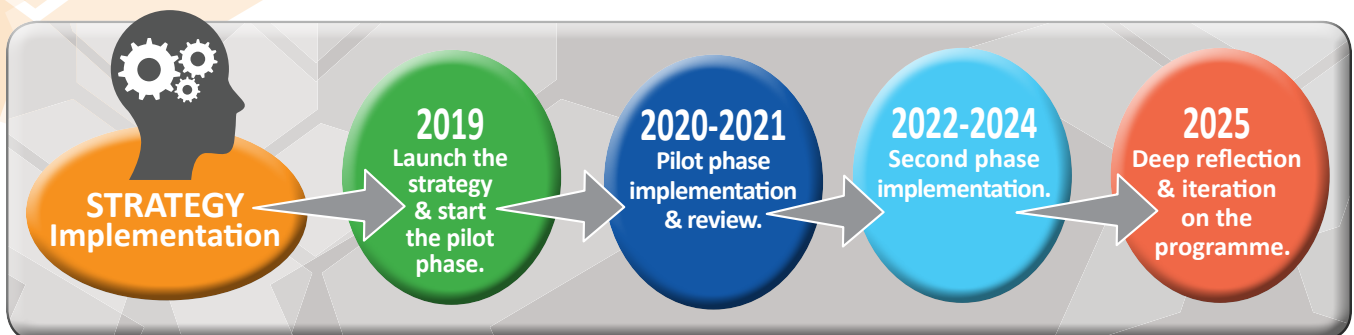 STRATEGY
Implementation
2019
Launch the
strategy
& start
the pilot
phase.
2020-2021
Pilot phase
implementation
& review.
2022-2024
Second phase
implementation.
2025
Deep reflection
& iteration
on the
programme.